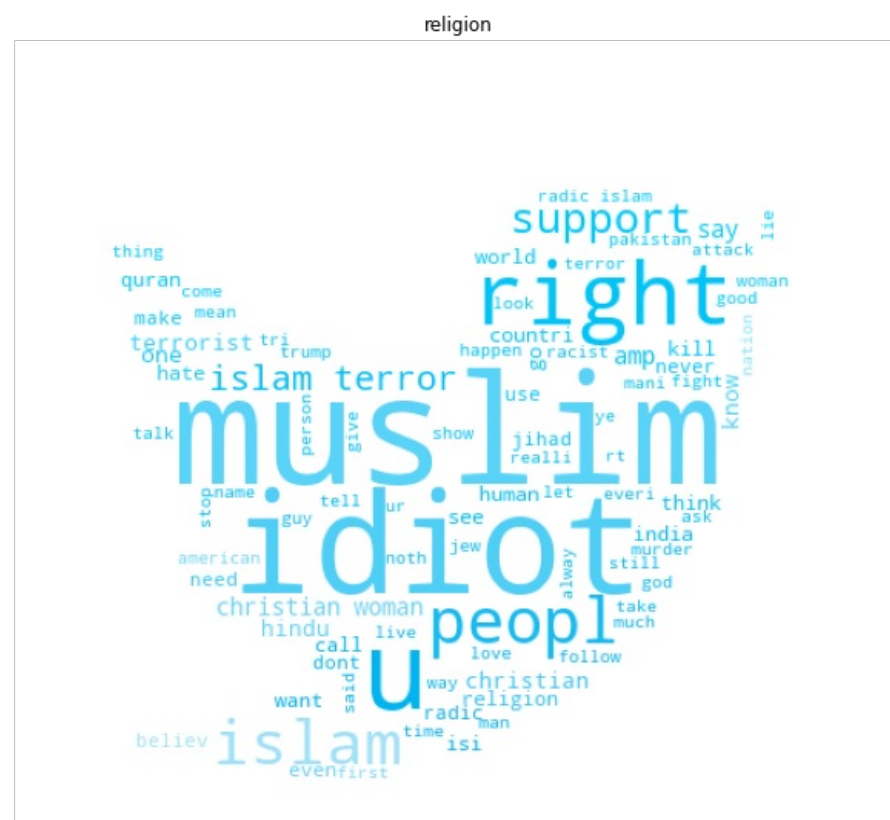 religion
radic islam
support
say
lie
pakistan
attack
thing
world
terror
quran
come
right
look
woman
good
make
mean
countri
nation
terrorist
tri
one
trump
happen
go
racist
amp
kill
never
hate
islam terror
mani
fight
know
use
muslim
talk
person
give
show
ye
jihad
realli
rt
stop
name
tell
ur
human
let
everi
think
guy
see
ask
idiot
india
american
noth
jew
alway
murder
still
need
god
christian woman
peopl
take
much
hindu
live
call
love
follow
dont
u
said
way
christian
want
religion
radic
man
believ
islam
time
isi
even
first